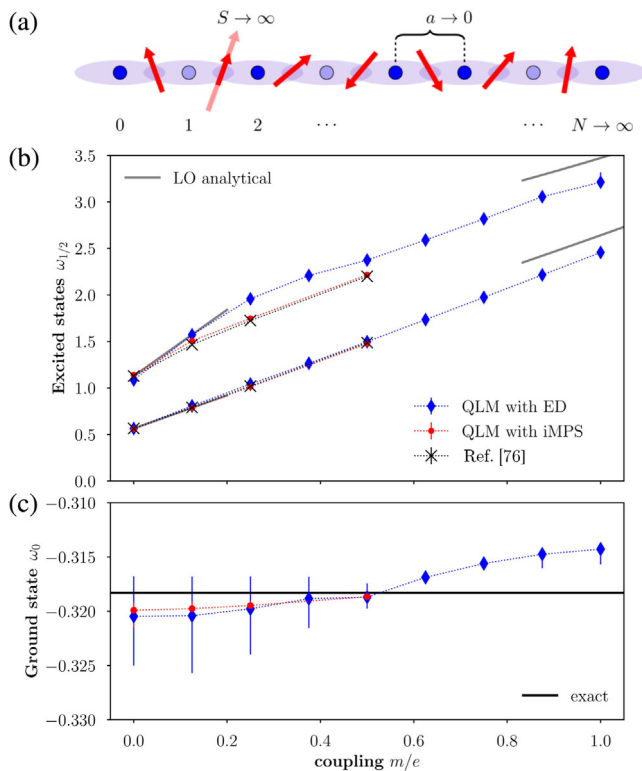 (a)
S → ∞
a → 0
0 1 2 ··· ··· N → ∞
(b)
3.5
3.0
2.5
2.0
1.5
1.0
0.5
0.0
Excited states ω1/2
LO analytical
QLM with ED
QLM with iMPS
Ref. [76]
(c)
−0.310
−0.315
−0.320
−0.325
−0.330
Ground state ω0
exact
0.0 0.2 0.4 0.6 0.8 1.0
coupling m/e